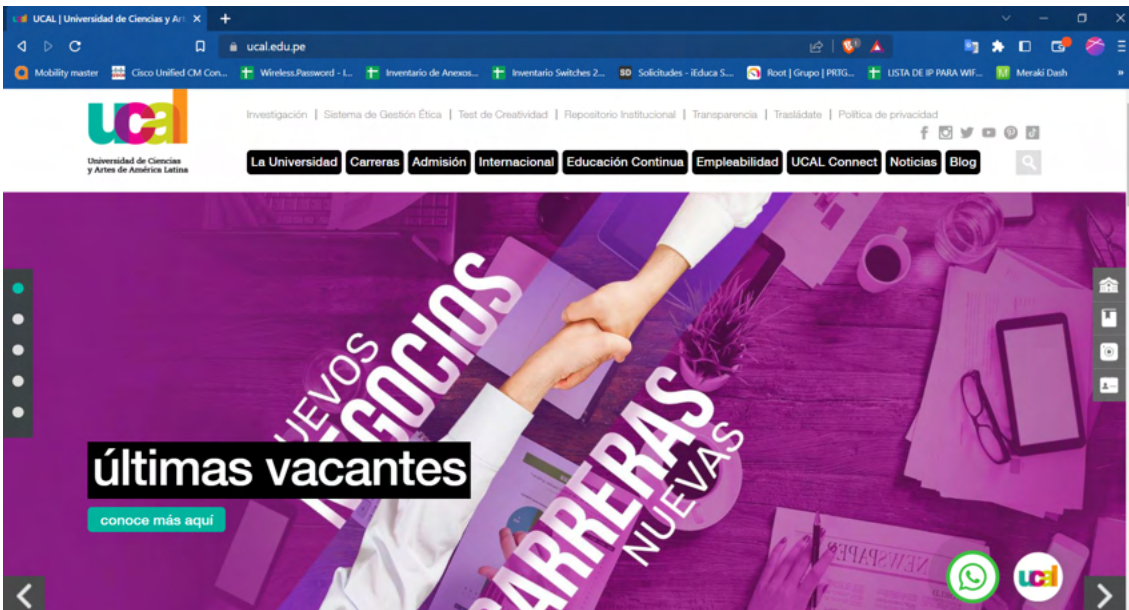 UCAL | Universidad de Ciencias y Ar
ucal.edu.pe
Mobility master
Cisco Unified CM Con...
Wireless.Password - L...
Inventario de Anexos...
Inventario Switches 2...
Solicitudes - iEduca S...
Root | Grupo | PRTG...
LISTA DE IP PARA WIF...
Meraki Dash
»
ucal
Universidad de Ciencias
y Artes de América Latina
Investigación | Sistema de Gestión Ética | Test de Creatividad | Repositorio Institucional | Transparencia | Trasládate | Política de privacidad
La Universidad Carreras Admisión Internacional Educación Continua Empleabilidad UCAL Connect Noticias Blog
NUEVOS
NEGOCIOS
CARRERAS
NUEVAS
últimas vacantes
conoce más aquí
NEWSPAPER
ucal